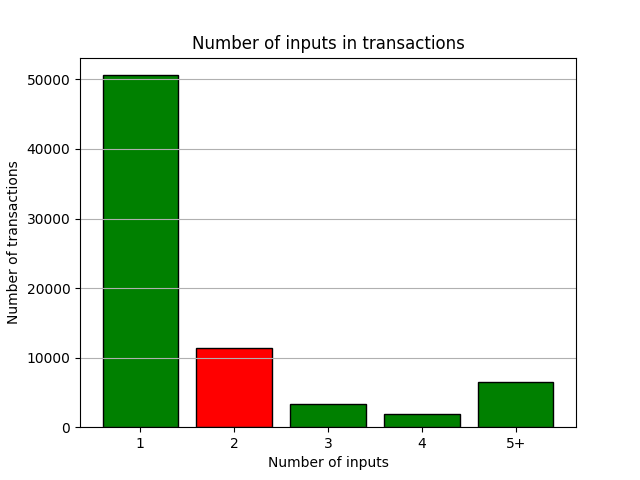 Number of inputs in transactions
Number of transactions
50000
40000
30000
20000
10000
0
1 2 3 4 5+
Number of inputs